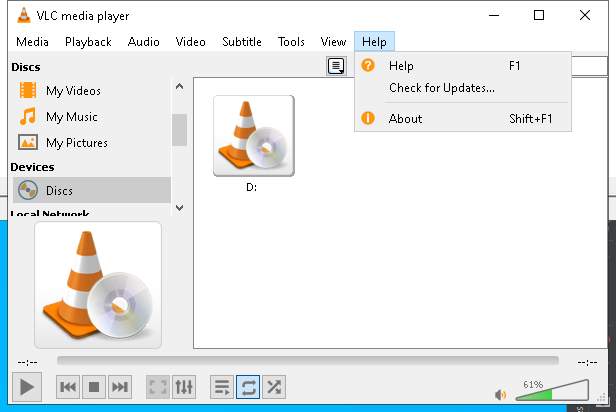 VLC media player
Media Playback Audio Video Subtitle Tools View Help
Discs
My Videos
My Music
My Pictures
Devices
Discs
Local Network
Help F1
Check for Updates...
About Shift+F1
D:
--:-- --:--
61%